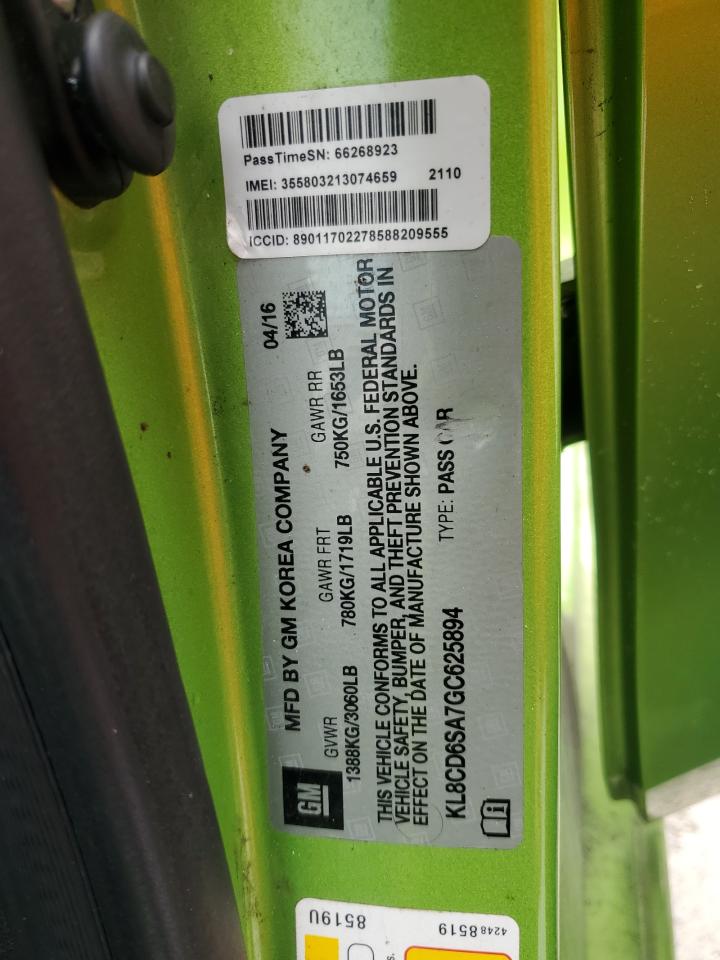 PassTimeSN: 66268923
IMEI: 355803213074659 2110
ICCID: 89011702278588209555
04/16
MFD BY GM KOREA COMPANY
GVWR GAWR FRT GAWR RR
1388KG/3060LB 780KG/1719LB 750KG/1653LB
THIS VEHICLE CONFORMS TO ALL APPLICABLE U.S. FEDERAL MOTOR
VEHICLE SAFETY, BUMPER, AND THEFT PREVENTION STANDARDS IN
EFFECT ON THE DATE OF MANUFACTURE SHOWN ABOVE.
KL8CD6SA7GC625894 TYPE: PASS CAR
GM
42488519
8519U